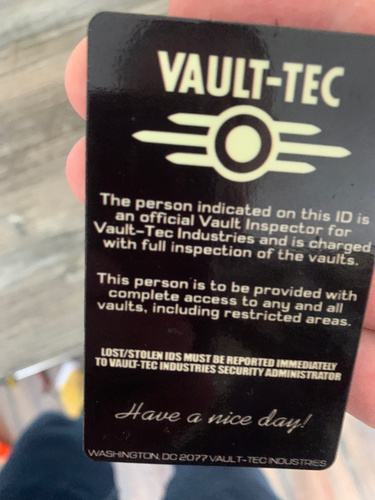 VAULT-TEC
The person indicated on this ID is
an official Vault Inspector for
Vault-Tec Industries and is charged
with full inspection of the vaults.
This person is to be provided with
complete access to any and all
vaults, including restricted areas.
LOST/STOLEN IDS MUST BE REPORTED IMMEDIATELY
TO VAULT-TEC INDUSTRIES SECURITY ADMINISTRATOR
Have a nice day!
WASHINGTON, DC 2077 VAULT-TEC INDUSTRIES